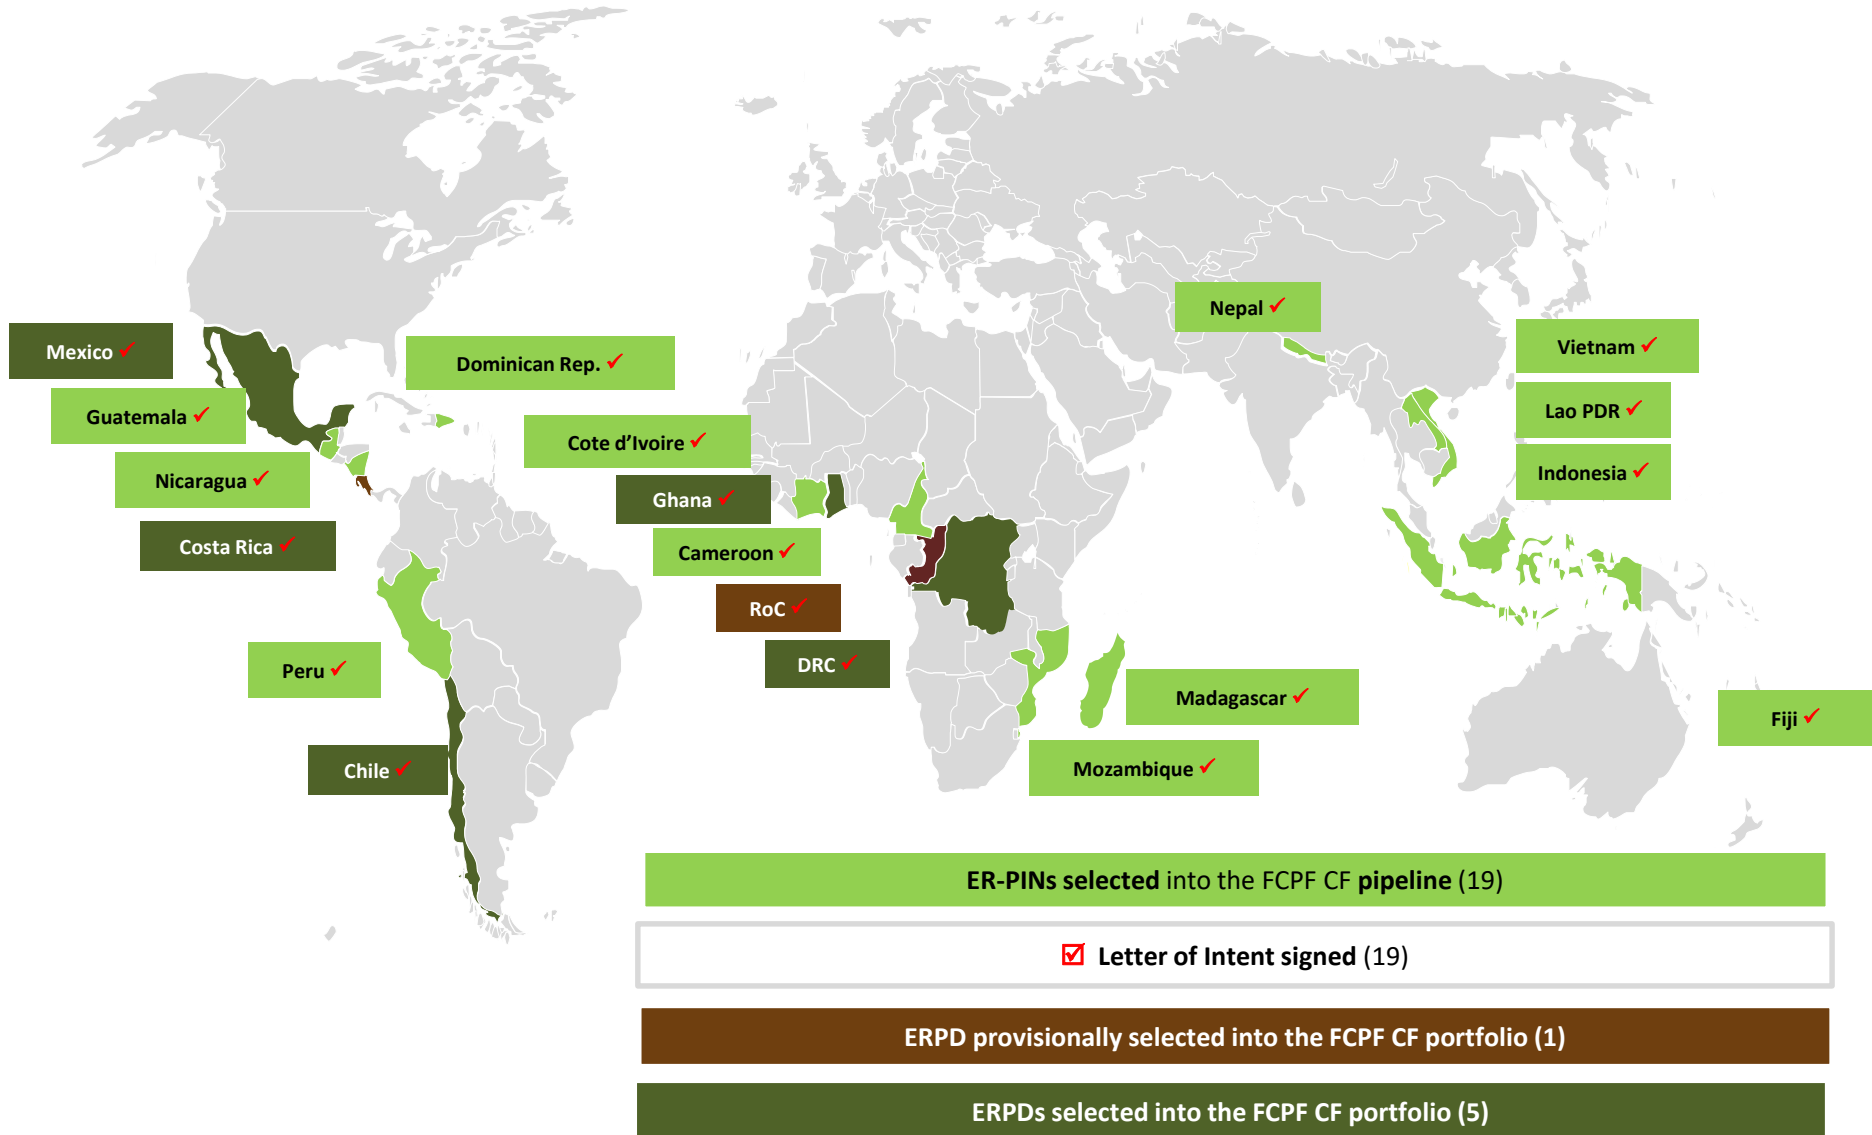 Nepal ✓
Mexico ✓
Dominican Rep. ✓
Vietnam ✓
Guatemala ✓
Lao PDR ✓
Cote d’Ivoire ✓
Nicaragua ✓
Indonesia ✓
Ghana ✓
Costa Rica ✓
Cameroon ✓
RoC ✓
DRC ✓
Peru ✓
Madagascar ✓
Fiji ✓
Chile ✓
Mozambique ✓
ER-PINs selected into the FCPF CF pipeline (19)
☑ Letter of Intent signed (19)
ERPD provisionally selected into the FCPF CF portfolio (1)
ERPDs selected into the FCPF CF portfolio (5)